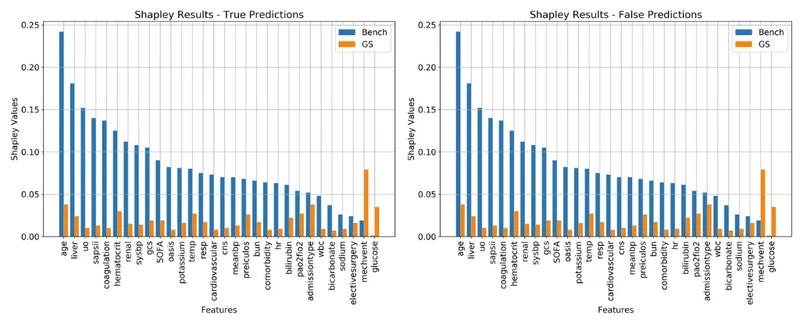 Shapley Results - True Predictions
0.25
0.20
0.15
0.10
0.05
0.00
Shapley Values
Bench
GS
age
liver
uo
sapsii
coagulation
hematocrit
renal
sysbp
gcs
SOFA
oasis
potassium
temp
resp
cardiovascular
cns
meanbp
preiculos
bun
comorbidity
hr
bilirubin
pao2fio2
admissiontype
wbc
bicarbonate
sodium
electivesurgery
mechvent
glucose
Features
Shapley Results - False Predictions
0.25
0.20
0.15
0.10
0.05
0.00
Shapley Values
Bench
GS
age
liver
uo
sapsii
coagulation
hematocrit
renal
sysbp
gcs
SOFA
oasis
potassium
temp
resp
cardiovascular
cns
meanbp
preiculos
bun
comorbidity
hr
bilirubin
pao2fio2
admissiontype
wbc
bicarbonate
sodium
electivesurgery
mechvent
glucose
Features